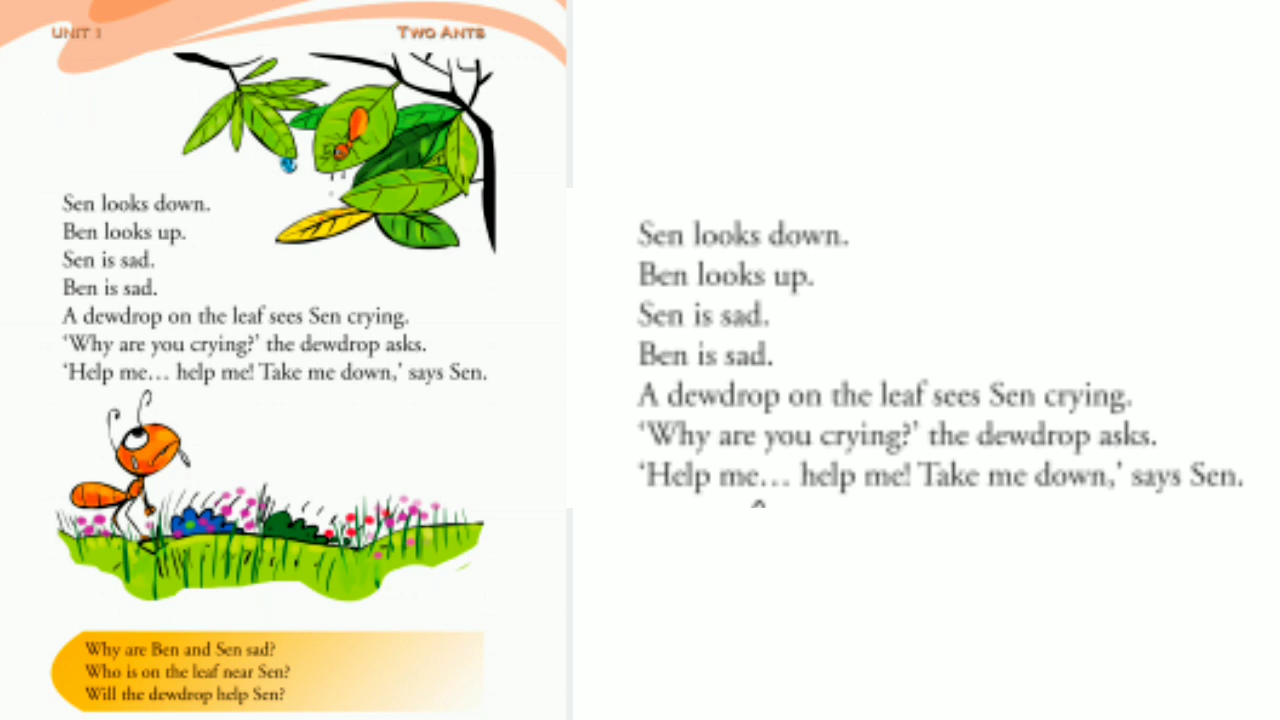 UNIT 1
TWO ANTS
Sen looks down.
Ben looks up.
Sen is sad.
Ben is sad.
A dewdrop on the leaf sees Sen crying.
‘Why are you crying?’ the dewdrop asks.
‘Help me… help me! Take me down,’ says Sen.
Why are Ben and Sen sad?
Who is on the leaf near Sen?
Will the dewdrop help Sen?
Sen looks down.
Ben looks up.
Sen is sad.
Ben is sad.
A dewdrop on the leaf sees Sen crying.
‘Why are you crying?’ the dewdrop asks.
‘Help me… help me! Take me down,’ says Sen.